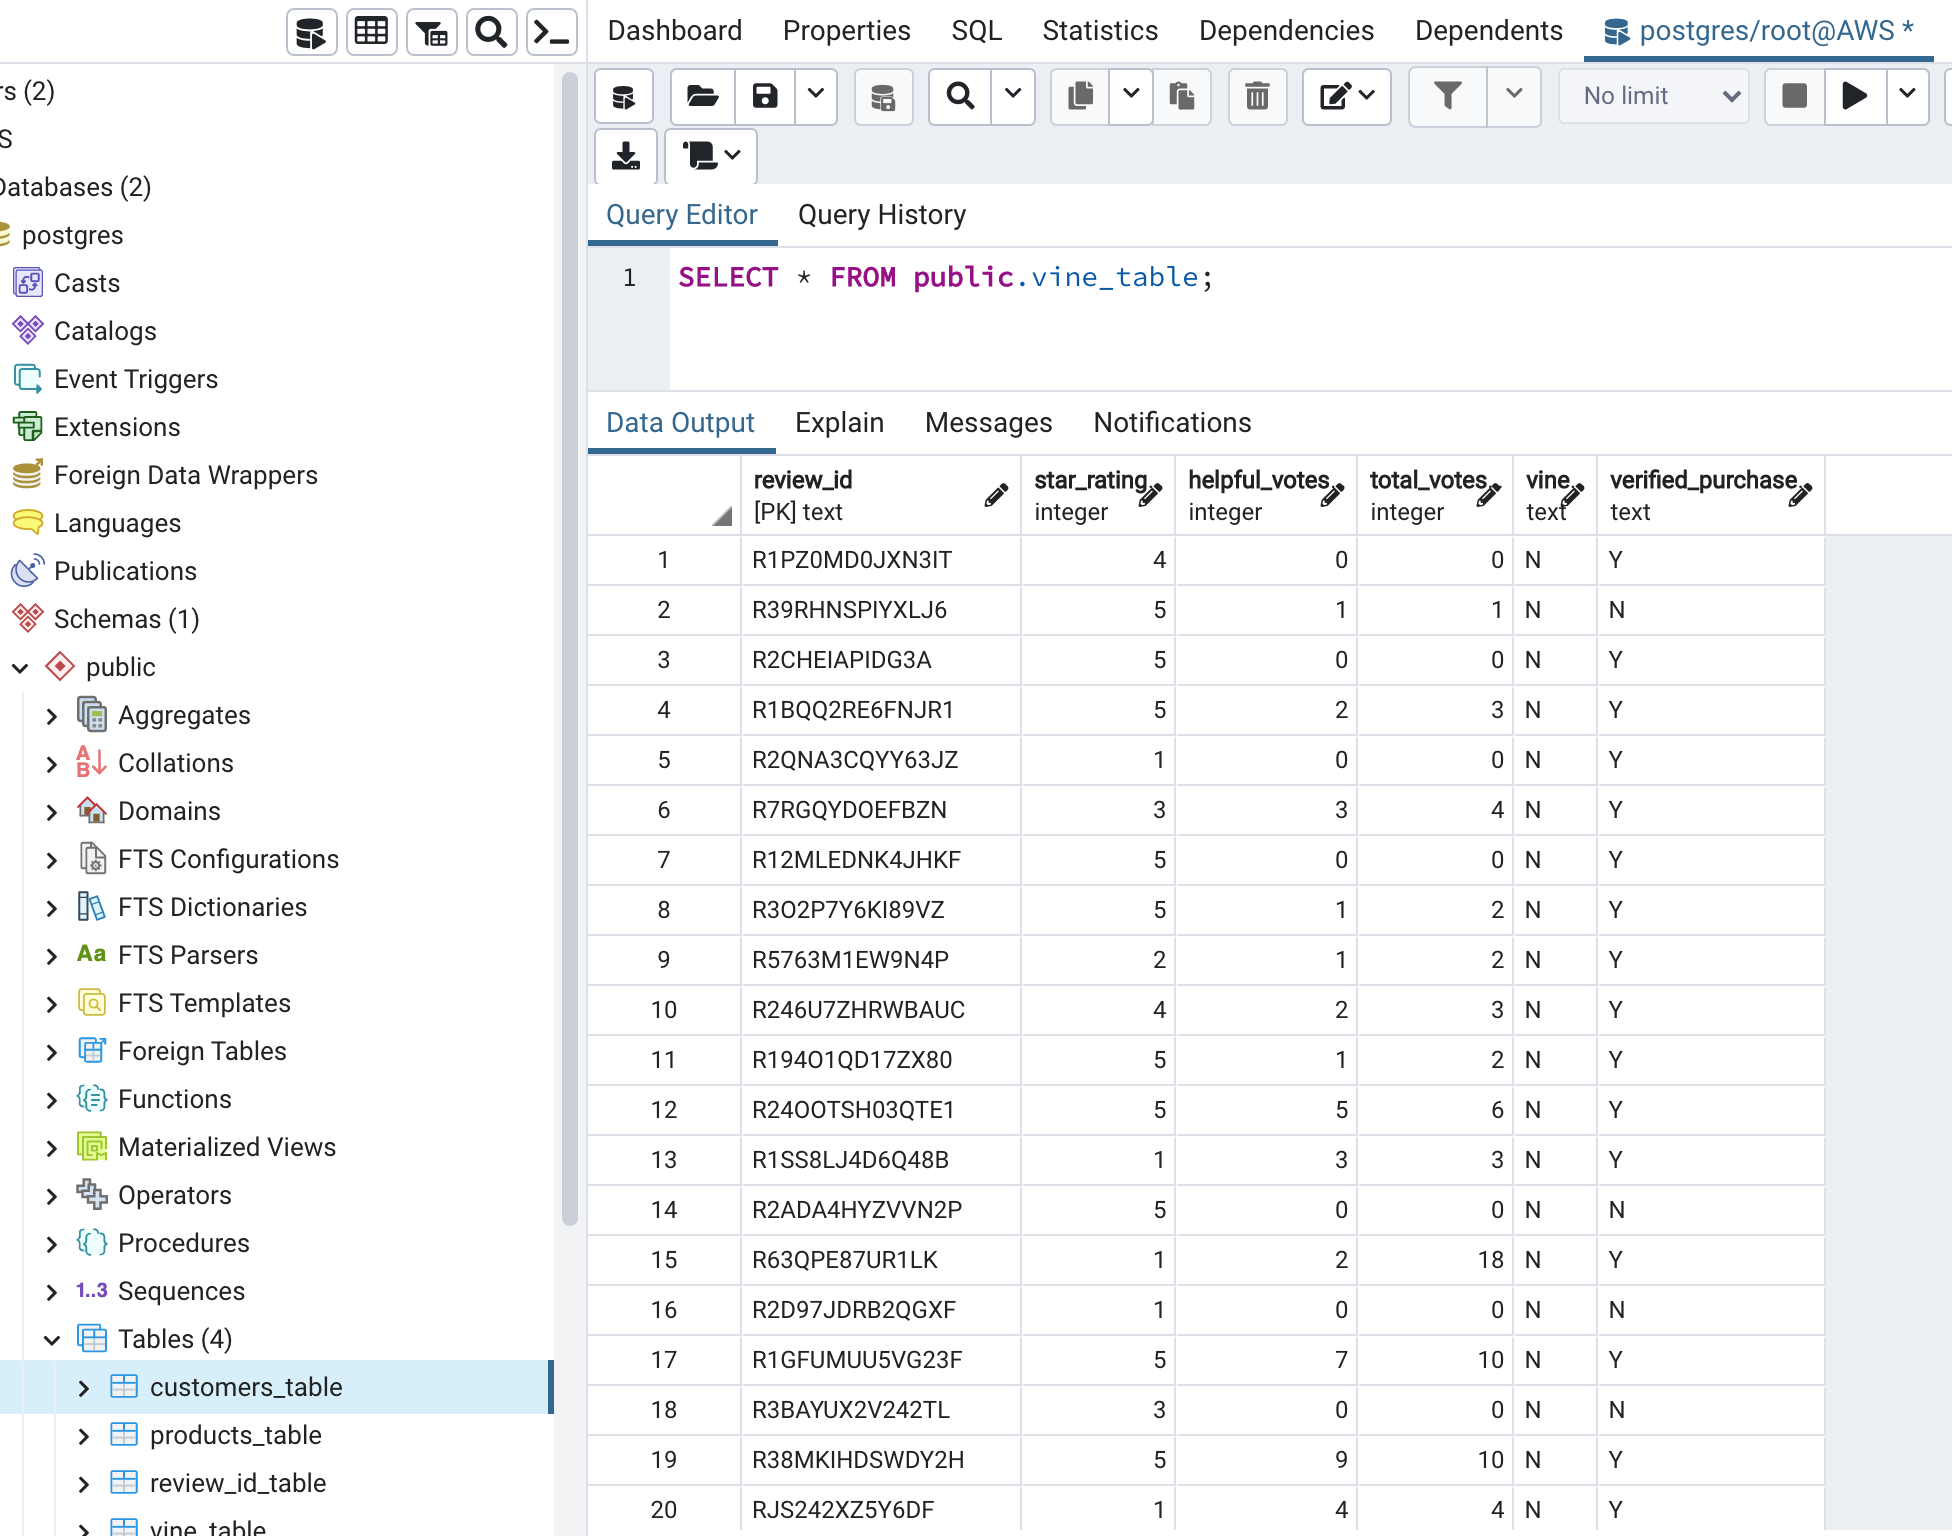 Dashboard Properties SQL Statistics Dependencies Dependents postgres/root@AWS *
rs (2)
S
Databases (2)
postgres
Casts
Catalogs
Event Triggers
Extensions
Foreign Data Wrappers
Languages
Publications
Schemas (1)
public
Aggregates
Collations
Domains
FTS Configurations
FTS Dictionaries
Aa FTS Parsers
FTS Templates
Foreign Tables
Functions
Materialized Views
Operators
Procedures
1..3 Sequences
Tables (4)
customers_table
products_table
review_id_table
vine_table
No limit
Query Editor Query History
1 SELECT * FROM public.vine_table;
Data Output Explain Messages Notifications
review_id star_rating helpful_votes total_votes vine verified_purchase
[PK] text integer integer integer text text
1 R1PZ0MD0JXN3IT 4 0 0 N Y
2 R39RHNSPIYXLJ6 5 1 1 N N
3 R2CHEIAPIDG3A 5 0 0 N Y
4 R1BQQ2RE6FNJR1 5 2 3 N Y
5 R2QNA3CQYY63JZ 1 0 0 N Y
6 R7RGQYDOEFBZN 3 3 4 N Y
7 R12MLEDNK4JHKF 5 0 0 N Y
8 R3O2P7Y6KI89VZ 5 1 2 N Y
9 R5763M1EW9N4P 2 1 2 N Y
10 R246U7ZHRWBAUC 4 2 3 N Y
11 R194O1QD17ZX80 5 1 2 N Y
12 R24OOTSH03QTE1 5 5 6 N Y
13 R1SS8LJ4D6Q48B 1 3 3 N Y
14 R2ADA4HYZVVN2P 5 0 0 N N
15 R63QPE87UR1LK 1 2 18 N Y
16 R2D97JDRB2QGXF 1 0 0 N N
17 R1GFUMUU5VG23F 5 7 10 N Y
18 R3BAYUX2V242TL 3 0 0 N N
19 R38MKIHDSWDY2H 5 9 10 N Y
20 RJS242XZ5Y6DF 1 4 4 N Y